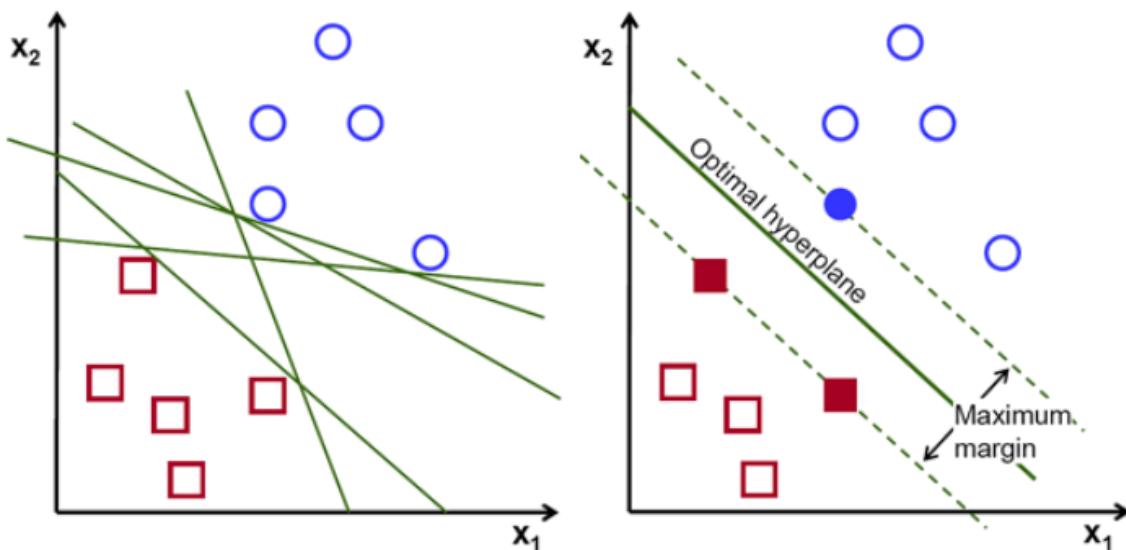 x₂
x₁
x₂
Optimal hyperplane
Maximum
margin
x₁